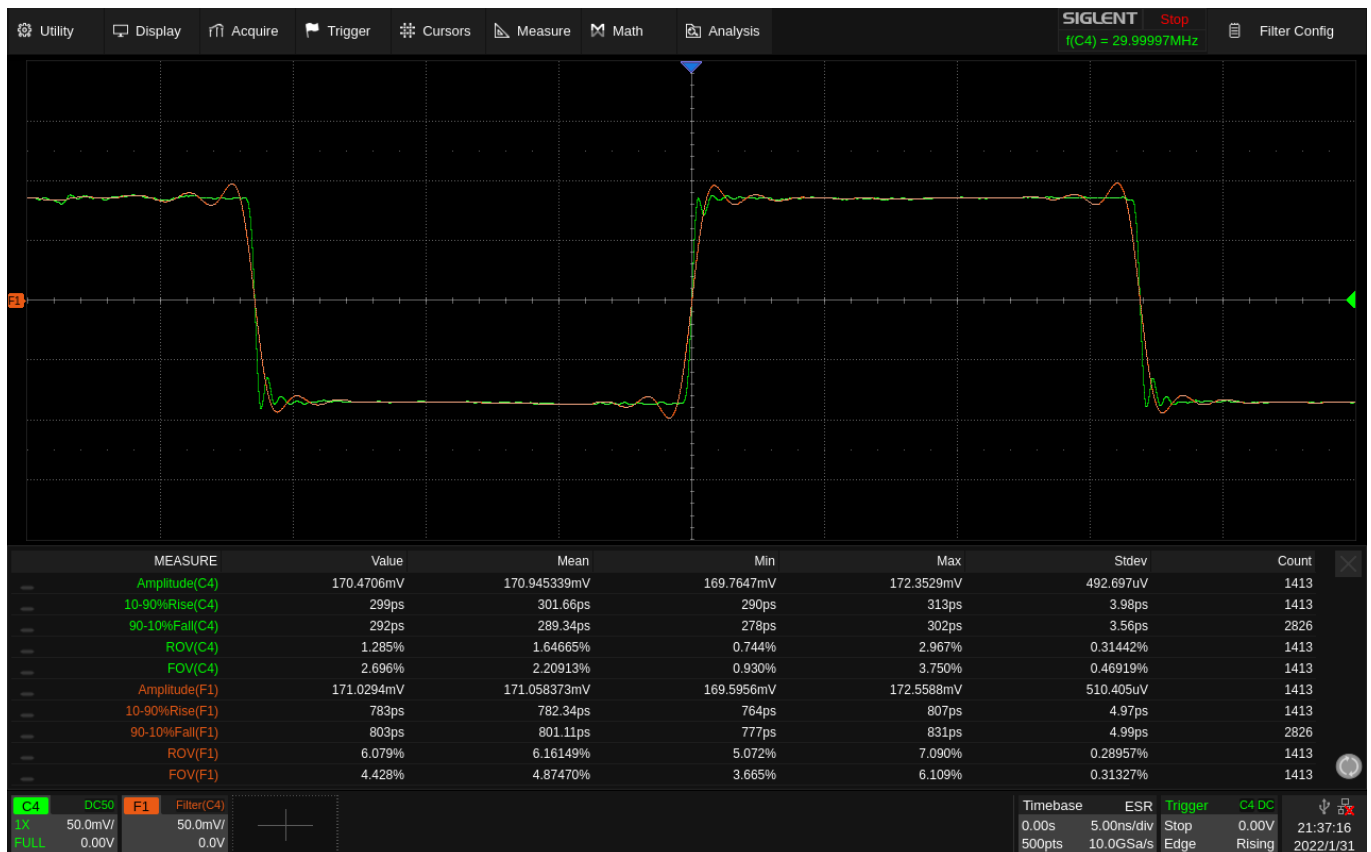 Utility Display Acquire Trigger Cursors Measure Math Analysis SIGLENT Stop Filter Config
f(C4) = 29.99997MHz
F1
MEASURE Value Mean Min Max Stdev Count
Amplitude(C4) 170.4706mV 170.945339mV 169.7647mV 172.3529mV 492.697uV 1413
10-90%Rise(C4) 299ps 301.66ps 290ps 313ps 3.98ps 1413
90-10%Fall(C4) 292ps 289.34ps 278ps 302ps 3.56ps 2826
ROV(C4) 1.285% 1.64665% 0.744% 2.967% 0.31442% 1413
FOV(C4) 2.696% 2.20913% 0.930% 3.750% 0.46919% 1413
Amplitude(F1) 171.0294mV 171.058373mV 169.5956mV 172.5588mV 510.405uV 1413
10-90%Rise(F1) 783ps 782.34ps 764ps 807ps 4.97ps 1413
90-10%Fall(F1) 803ps 801.11ps 777ps 831ps 4.99ps 2826
ROV(F1) 6.079% 6.16149% 5.072% 7.090% 0.28957% 1413
FOV(F1) 4.428% 4.87470% 3.665% 6.109% 0.31327% 1413
C4 DC50 F1 Filter(C4) Timebase ESR Trigger C4 DC
1X 50.0mV/ 50.0mV/ 0.00s 5.00ns/div Stop 0.00V 21:37:16
FULL 0.00V 0.0V 500pts 10.0GSa/s Edge Rising 2022/1/31